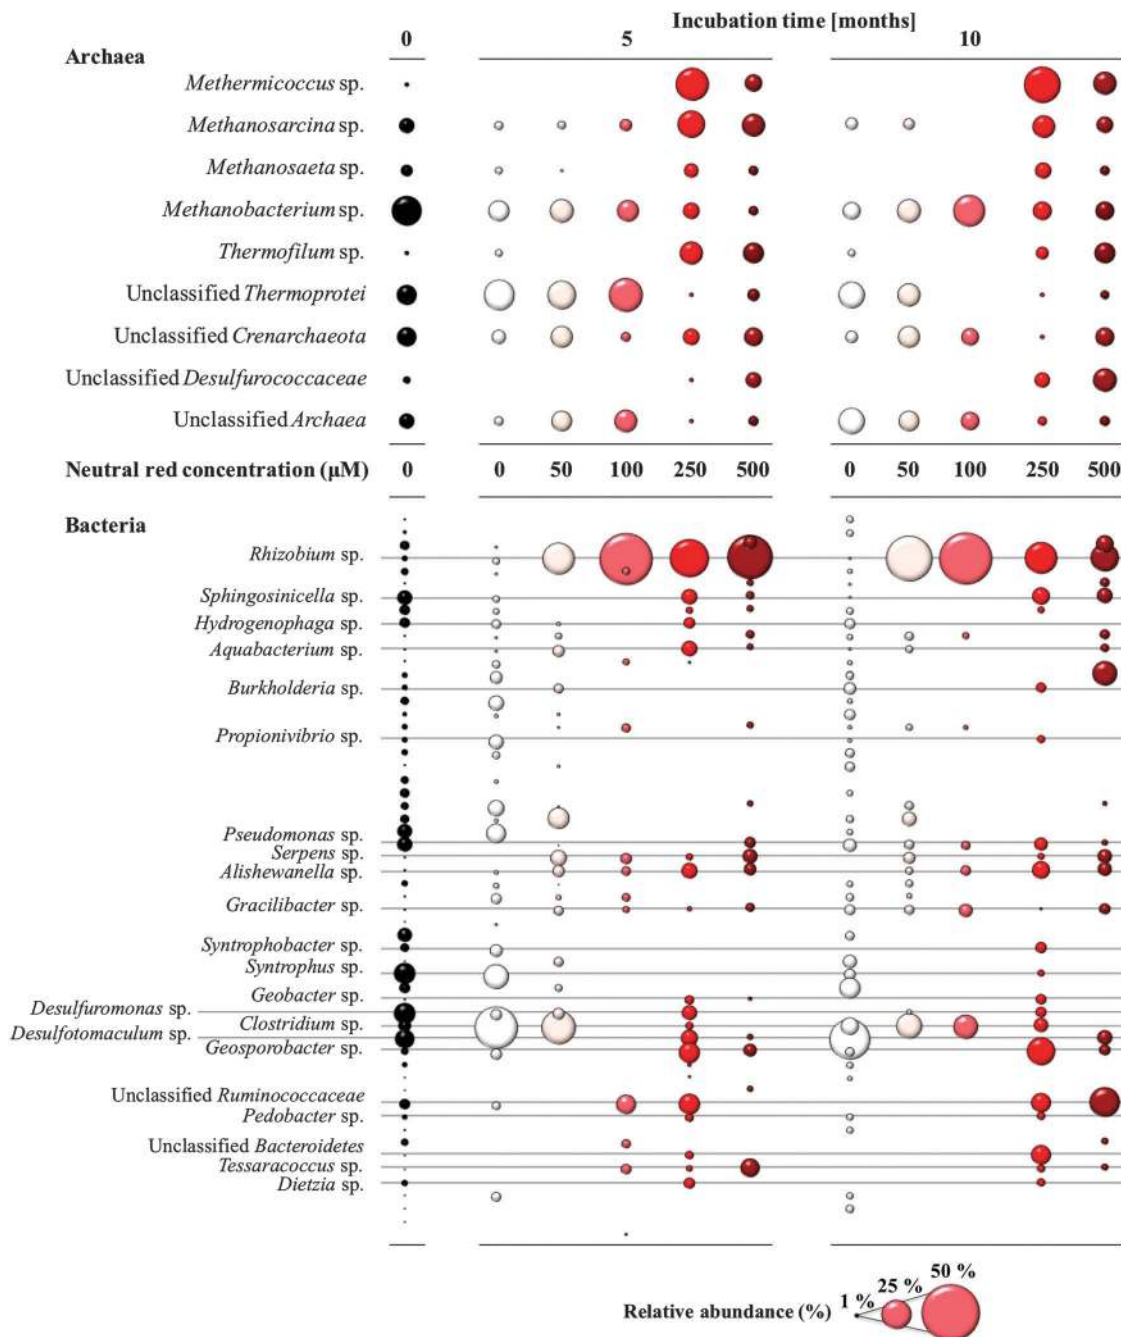 Incubation time [months]
0 5 10
Archaea
Methermicoccus sp.
Methanosarcina sp.
Methanosaeta sp.
Methanobacterium sp.
Thermofilum sp.
Unclassified Thermoprotei
Unclassified Crenarchaeota
Unclassified Desulfurococcaceae
Unclassified Archaea
Neutral red concentration (µM) 0 0 50 100 250 500 0 50 100 250 500
Bacteria
Rhizobium sp.
Sphingosinicella sp.
Hydrogenophaga sp.
Aquabacterium sp.
Burkholderia sp.
Propionivibrio sp.
Pseudomonas sp.
Serpens sp.
Alishewanella sp.
Gracilibacter sp.
Syntrophobacter sp.
Syntrophus sp.
Geobacter sp.
Desulfuromonas sp.
Clostridium sp.
Desulfotomaculum sp.
Geosporobacter sp.
Unclassified Ruminococcaceae
Pedobacter sp.
Unclassified Bacteroidetes
Tessaracoccus sp.
Dietzia sp.
Relative abundance (%) 1 % 25 % 50 %